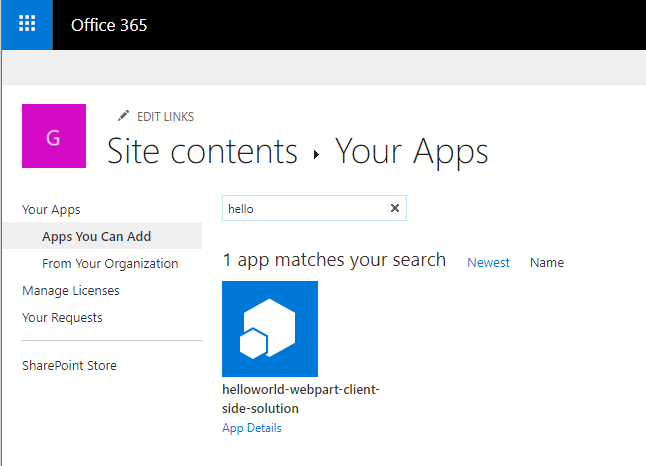 Office 365
G
EDIT LINKS
Site contents ▸ Your Apps
Your Apps
Apps You Can Add
From Your Organization
Manage Licenses
Your Requests
SharePoint Store
hello
1 app matches your search Newest Name
helloworld-webpart-client-
side-solution
App Details